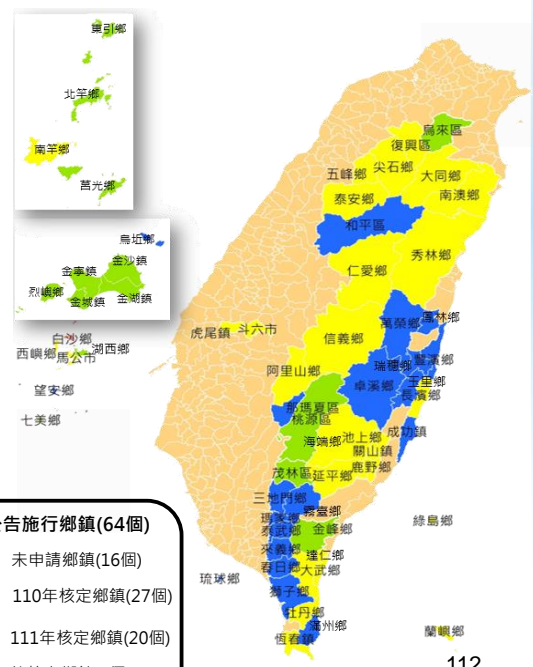 東引鄉
北竿鄉
南竿鄉
莒光鄉
烏坵鄉
金沙鎮
金寧鎮
烈嶼鄉
金城鎮
金湖鎮
白沙鄉
西嶼鄉
湖西鄉
馬公市
望安鄉
七美鄉
烏來區
復興區
五峰鄉
尖石鄉
大同鄉
泰安鄉
南澳鄉
和平區
秀林鄉
仁愛鄉
萬榮鄉
鳳林鄉
虎尾鎮
斗六市
信義鄉
豐濱鄉
瑞穗鄉
阿里山鄉
卓溪鄉
玉里鄉
長濱鄉
那瑪夏區
桃源區
成功鎮
海端鄉
池上鄉
關山鎮
茂林區
延平鄉
鹿野鄉
三地門鄉
霧臺鄉
瑪家鄉
泰武鄉
金峰鄉
綠島鄉
來義鄉
達仁鄉
春日鄉
大武鄉
琉球鄉
獅子鄉
牡丹鄉
滿州鄉
恆春鎮
蘭嶼鄉
告施行鄉鎮(64個)
未申請鄉鎮(16個)
110年核定鄉鎮(27個)
111年核定鄉鎮(20個)
112